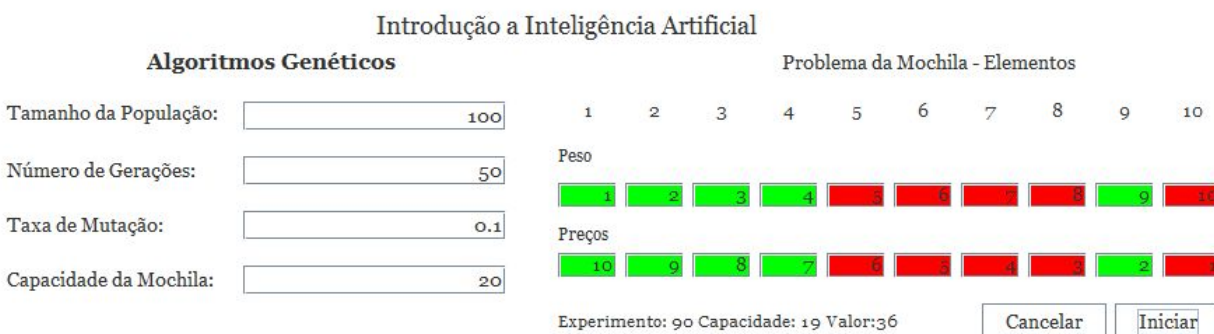 Introdução a Inteligência Artificial
Algoritmos Genéticos
Tamanho da População: 100
Número de Gerações: 50
Taxa de Mutação: 0.1
Capacidade da Mochila: 20
Problema da Mochila - Elementos
1 2 3 4 5 6 7 8 9 10
Peso
1 2 3 4 5 6 7 8 9 10
Preços
10 9 8 7 6 5 4 3 2
Experimento: 90 Capacidade: 19 Valor:36
Cancelar Iniciar